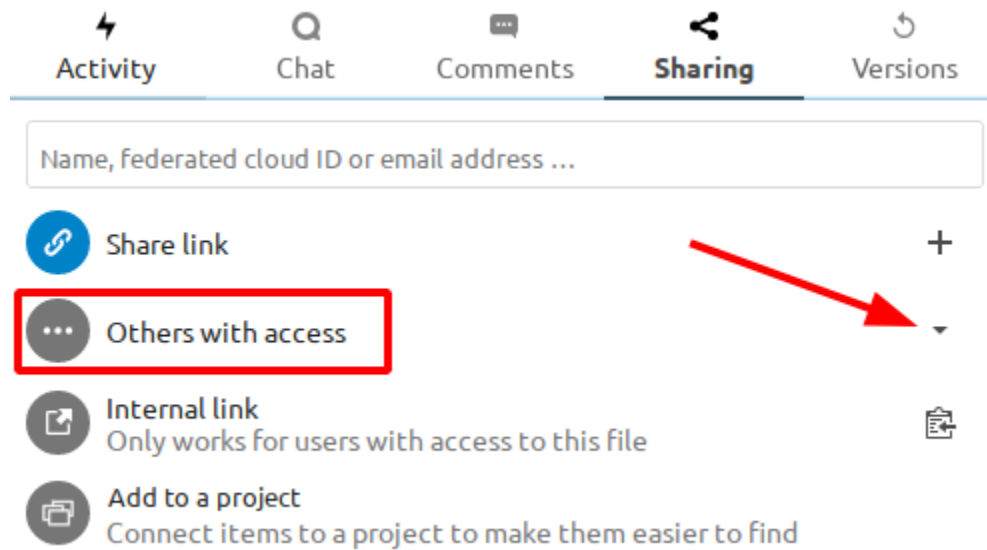 Activity
Chat
Comments
Sharing
Versions
Name, federated cloud ID or email address ...
Share link
Others with access
Internal link
Only works for users with access to this file
Add to a project
Connect items to a project to make them easier to find